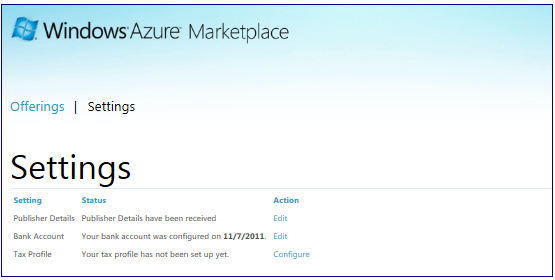 Windows Azure Marketplace
Offerings | Settings
Settings
Setting Status Action
Publisher Details Publisher Details have been received Edit
Bank Account Your bank account was configured on 11/7/2011. Edit
Tax Profile Your tax profile has not been set up yet. Configure